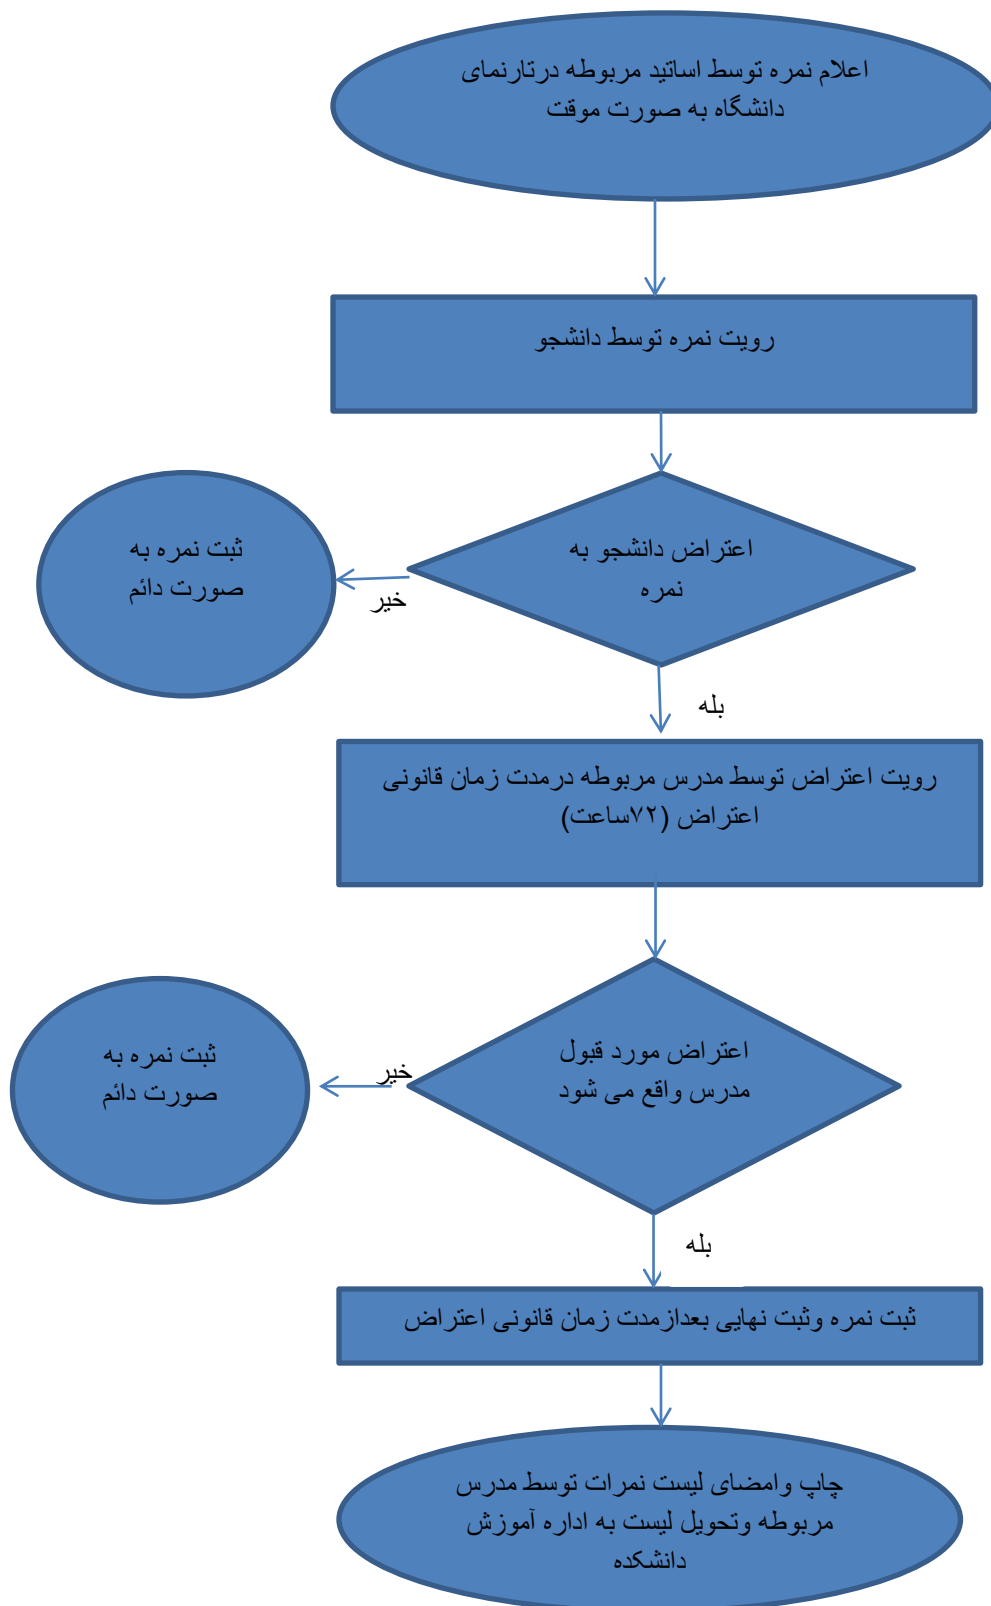 اعلام نمره توسط اساتید مربوطه درتارنمای
دانشگاه به صورت موقت
رویت نمره توسط دانشجو
اعتراض دانشجو به
نمره
خیر
ثبت نمره به
صورت دائم
بله
رویت اعتراض توسط مدرس مربوطه درمدت زمان قانونی
اعتراض (۷۲ساعت)
اعتراض مورد قبول
مدرس واقع می شود
خیر
ثبت نمره به
صورت دائم
بله
ثبت نمره وثبت نهایی بعدازمدت زمان قانونی اعتراض
چاپ وامضای لیست نمرات توسط مدرس
مربوطه وتحویل لیست به اداره آموزش
دانشکده